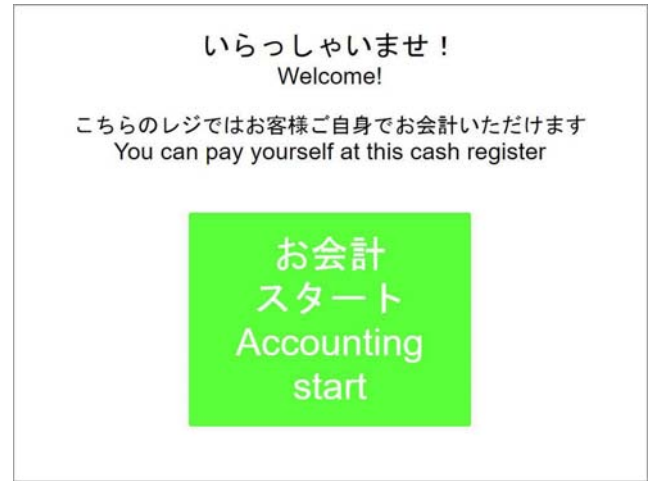 いらっしゃいませ！
Welcome!
こちらのレジではお客様ご自身でお会計いただけます
You can pay yourself at this cash register
お会計
スタート
Accounting
start